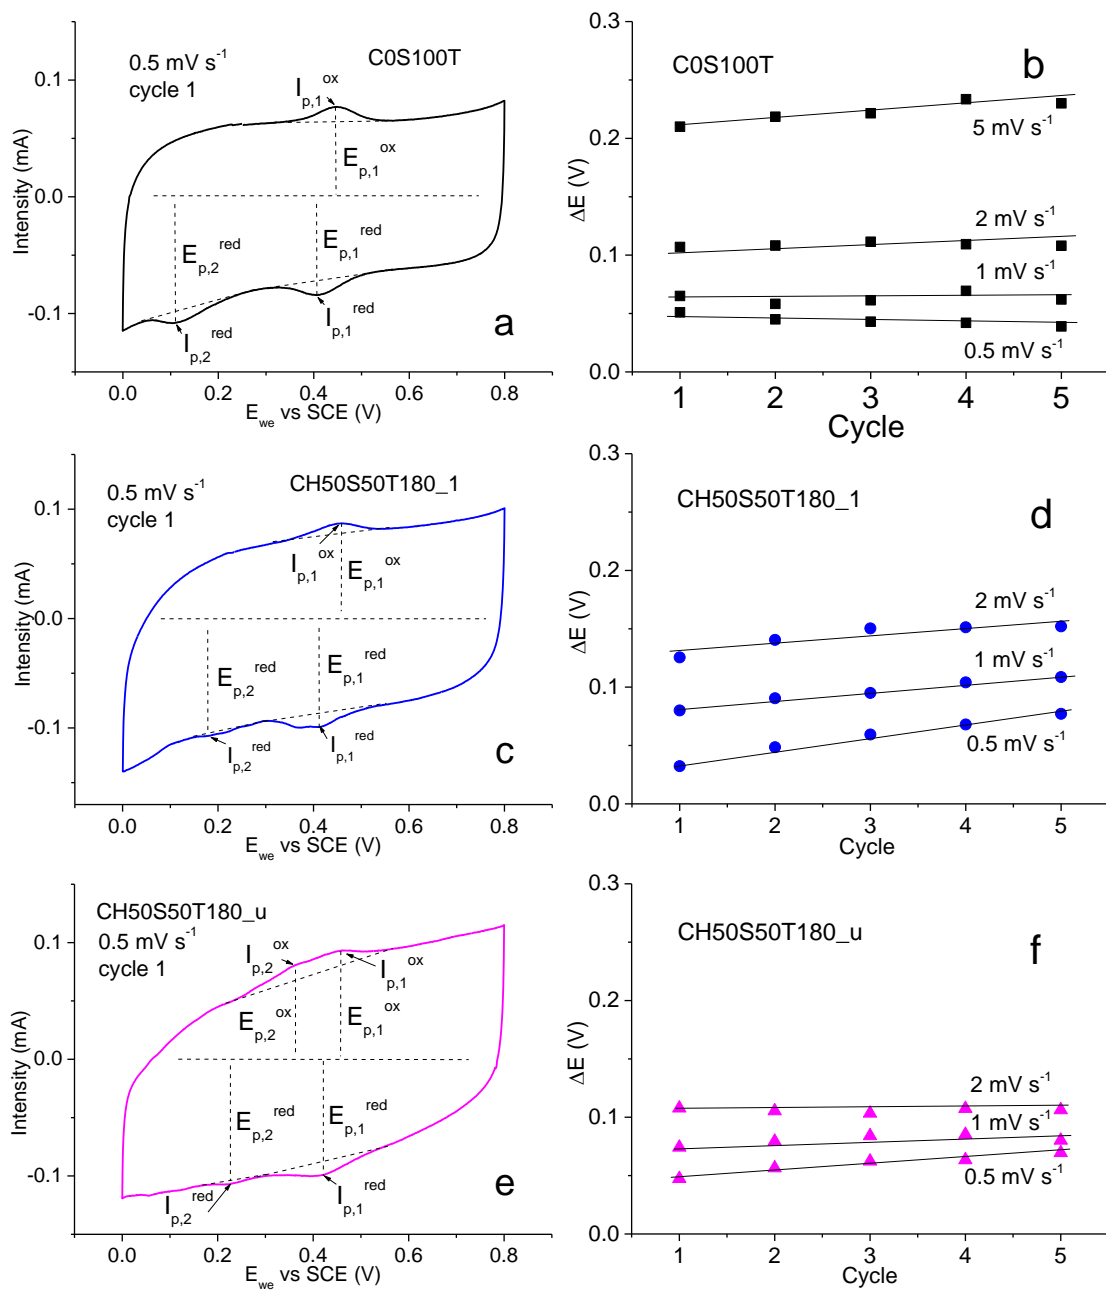 0.5 mV s-1
cycle 1
C0S100T
Ip,1ox
Ep,1ox
Ep,2red
Ep,1red
Ip,2red
Ip,1red
a
0.1
0.0
-0.1
Intensity (mA)
0.0 0.2 0.4 0.6 0.8
Ewe vs SCE (V)
C0S100T
b
5 mV s-1
2 mV s-1
1 mV s-1
0.5 mV s-1
0.3
0.2
0.1
0.0
ΔE (V)
1 2 3 4 5
Cycle
0.5 mV s-1
cycle 1
CH50S50T180_1
Ip,1ox
Ep,1ox
Ep,2red
Ep,1red
Ip,2red
Ip,1red
c
0.1
0.0
-0.1
Intensity (mA)
0.0 0.2 0.4 0.6 0.8
Ewe vs SCE (V)
CH50S50T180_1
d
2 mV s-1
1 mV s-1
0.5 mV s-1
0.3
0.2
0.1
0.0
ΔE (V)
1 2 3 4 5
Cycle
CH50S50T180_u
0.5 mV s-1
cycle 1
Ip,2ox
Ip,1ox
Ep,2ox
Ep,1ox
Ep,2red
Ep,1red
Ip,2red
Ip,1red
e
0.1
0.0
-0.1
Intensity (mA)
0.0 0.2 0.4 0.6 0.8
Ewe vs SCE (V)
CH50S50T180_u
f
2 mV s-1
1 mV s-1
0.5 mV s-1
0.3
0.2
0.1
0.0
ΔE (V)
1 2 3 4 5
Cycle